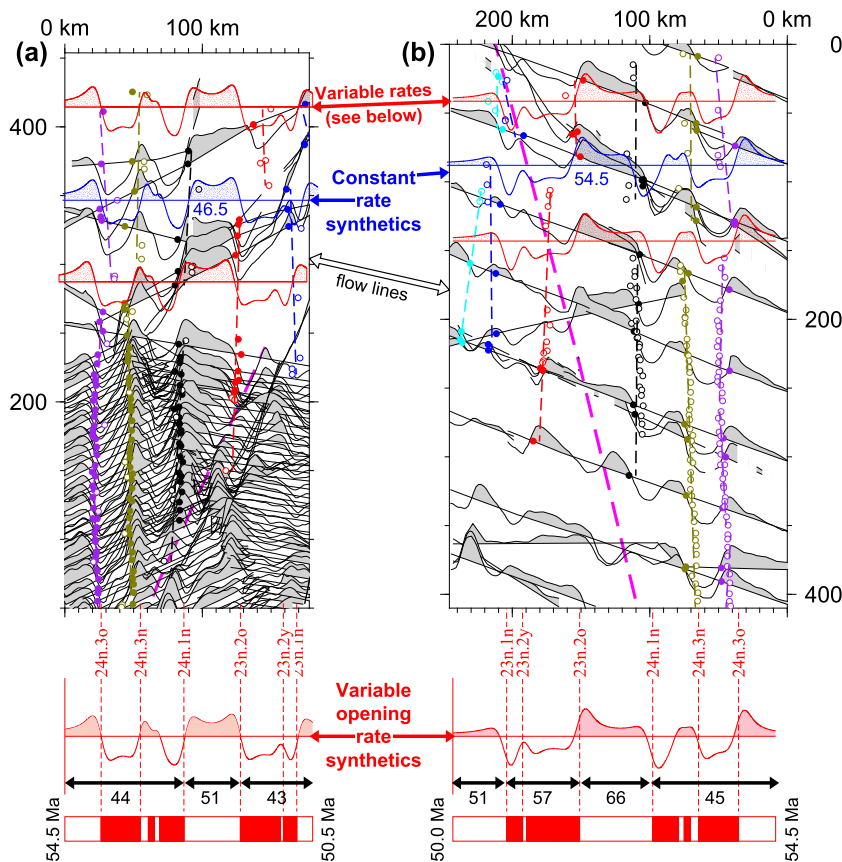 0 km 100 km
200 km 100 km 0 km
(a)
(b)
0
Variable rates
(see below)
400
Constant
rate
synthetics
46.5
54.5
flow lines
200
200
400
24n.3o
24n.3n
24n.1n
23n.2o
23n.2y
23n.1n
23n.1n
23n.2y
23n.2o
24n.1n
24n.3n
24n.3o
Variable
opening
rate
synthetics
44 51 43
51 57 66 45
54.5 Ma
50.5 Ma
50.0 Ma
54.5 Ma